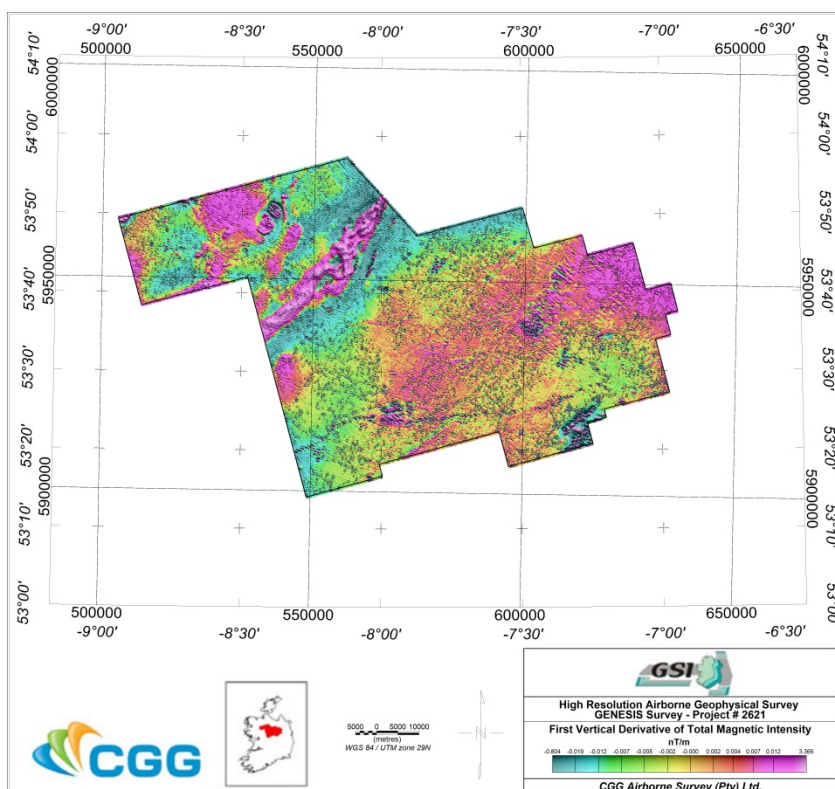 -9°00' -8°30' -8°00' -7°30' -7°00' -6°30'
500000 550000 600000 650000
54°10' 54°10'
6000000 6000000
54°00' 54°00'
53°50' 53°50'
5950000 5950000
53°40' 53°40'
53°30' 53°30'
53°20' 53°20'
5900000 5900000
53°10' 53°10'
53°00' 53°00'
500000 550000 600000 650000
-9°00' -8°30' -8°00' -7°30' -7°00' -6°30'
CGG
5000 0 5000 10000
(metres)
WGS 84 / UTM zone 29N
N
GSI
High Resolution Airborne Geophysical Survey
GENESIS Survey - Project # 2621
First Vertical Derivative of Total Magnetic Intensity
nT/m
-0.804 -0.019 -0.012 -0.007 -0.005 -0.002 -0.000 0.002 0.004 0.007 0.012 3.365
CGG Airborne Survey (Pty) Ltd.